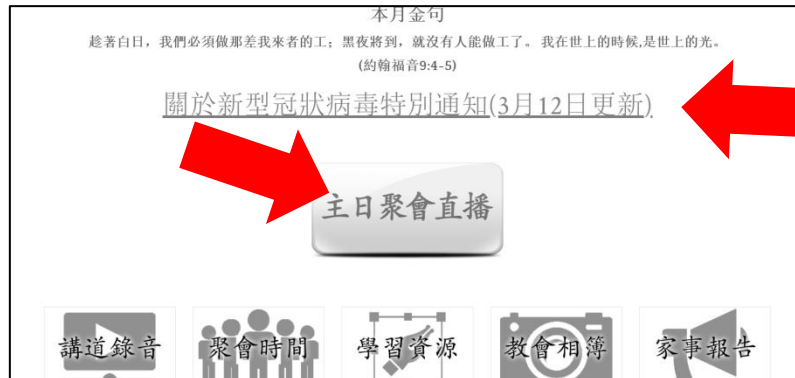 本月金句
趁著白日，我們必須做那差我來者的工；黑夜將到，就沒有人能做工了。 我在世上的時候,是世上的光。
(約翰福音9:4-5)
關於新型冠狀病毒特別通知(3月12日更新)
主日聚會直播
講道錄音 聚會時間 學習資源 教會相簿 家事報告